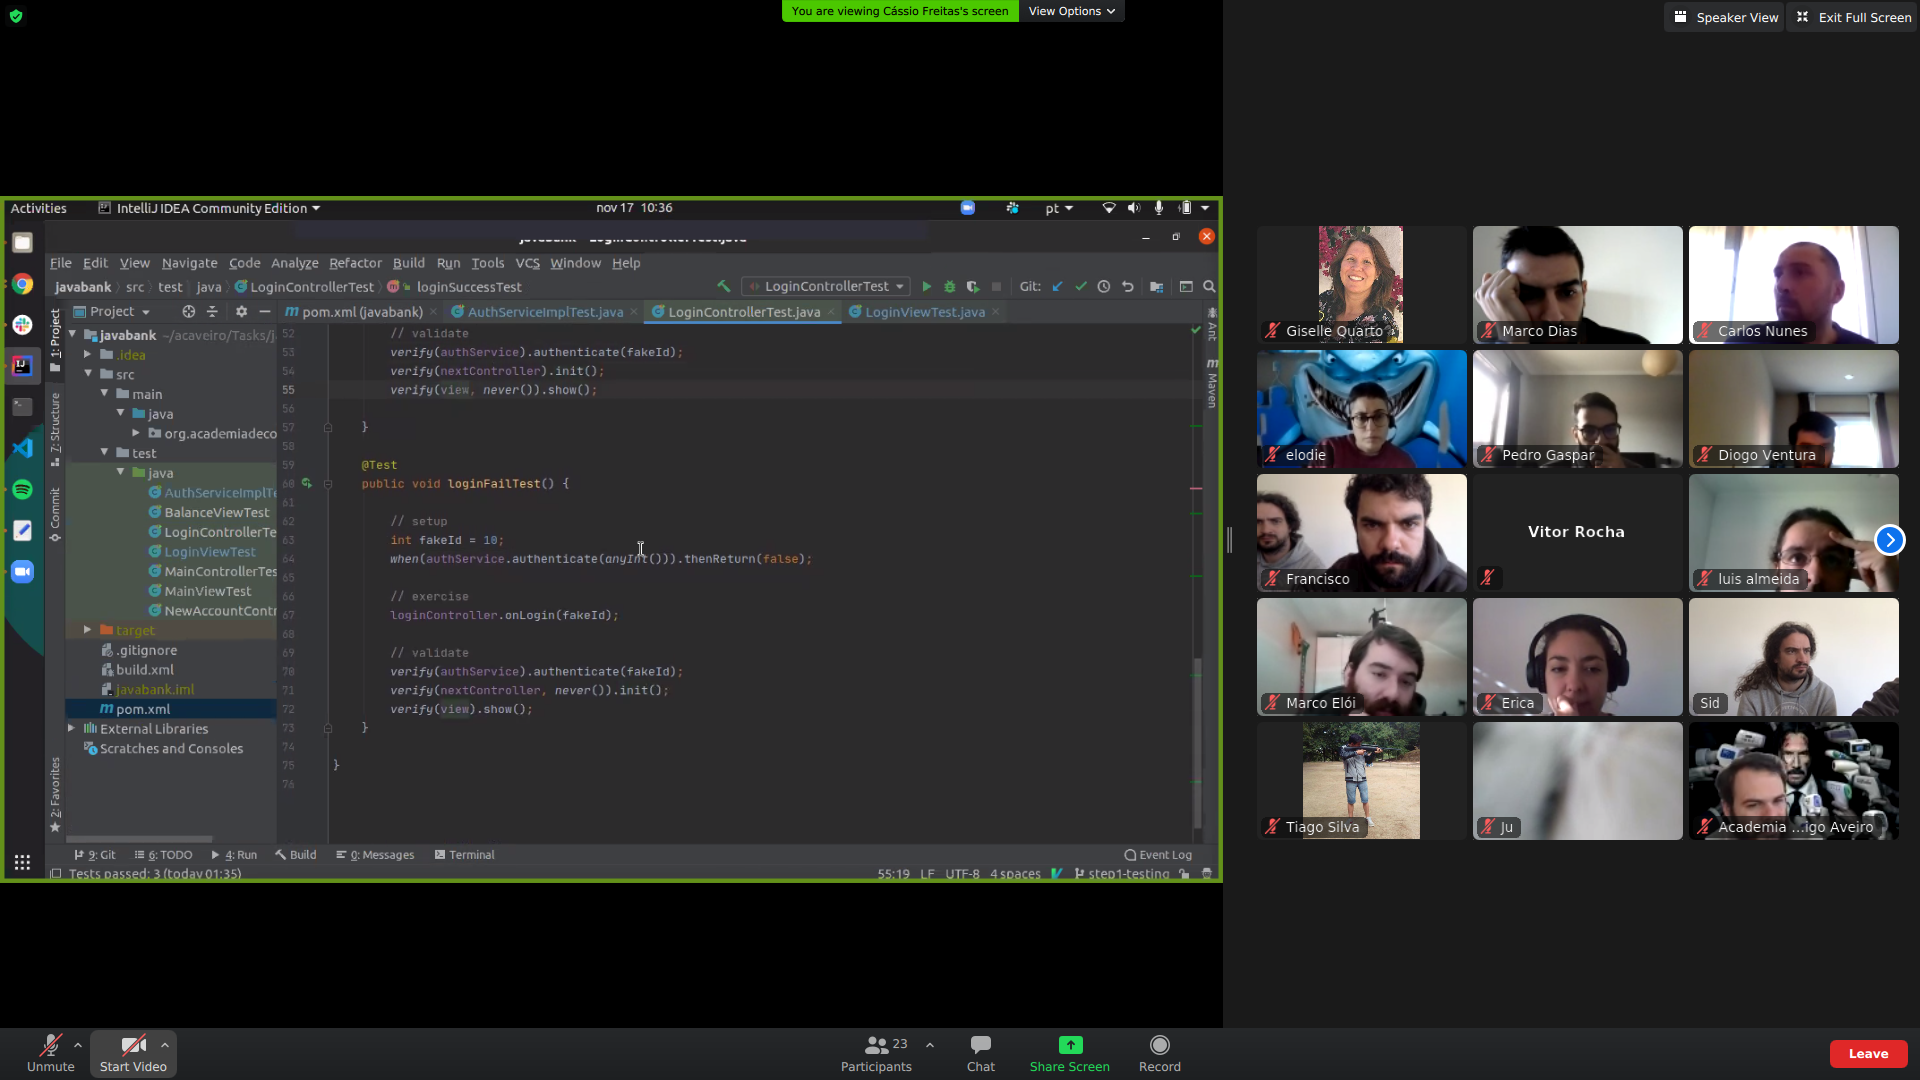 You are viewing Cássio Freitas's screen
View Options
Speaker View
Exit Full Screen
Activities
IntelliJ IDEA Community Edition
nov 17 10:36
pt
javabank – LoginControllerTest.java
File Edit View Navigate Code Analyze Refactor Build Run Tools VCS Window Help
javabank src test java LoginControllerTest loginSuccessTest
LoginControllerTest
Git:
Project
pom.xml (javabank)
AuthServiceImplTest.java
LoginControllerTest.java
LoginViewTest.java
1: Project
7: Structure
Commit
2: Favorites
Ant
Maven
javabank ~/acaveiro/Tasks/j
.idea
src
main
java
org.academiadeco
test
java
AuthServiceImplTe
BalanceViewTest
LoginControllerTe
LoginViewTest
MainControllerTes
MainViewTest
NewAccountContr
target
.gitignore
build.xml
javabank.iml
pom.xml
External Libraries
Scratches and Consoles
52 // validate
53 verify(authService).authenticate(fakeId);
54 verify(nextController).init();
55 verify(view, never()).show();
56
57 }
58
59 @Test
60 public void loginFailTest() {
61
62 // setup
63 int fakeId = 10;
64 when(authService.authenticate(anyInt())).thenReturn(false);
65
66 // exercise
67 loginController.onLogin(fakeId);
68
69 // validate
70 verify(authService).authenticate(fakeId);
71 verify(nextController, never()).init();
72 verify(view).show();
73 }
74
75 }
76
9: Git 6: TODO 4: Run Build 0: Messages Terminal
Event Log
Tests passed: 3 (today 01:35)
55:19 LF UTF-8 4 spaces step1-testing
Giselle Quarto
Marco Dias
Carlos Nunes
elodie
Pedro Gaspar
Diogo Ventura
Francisco
Vitor Rocha
luis almeida
Marco Elói
Erica
Sid
Tiago Silva
Ju
Academia ...igo Aveiro
Unmute
Start Video
Participants
23
Chat
Share Screen
Record
Leave